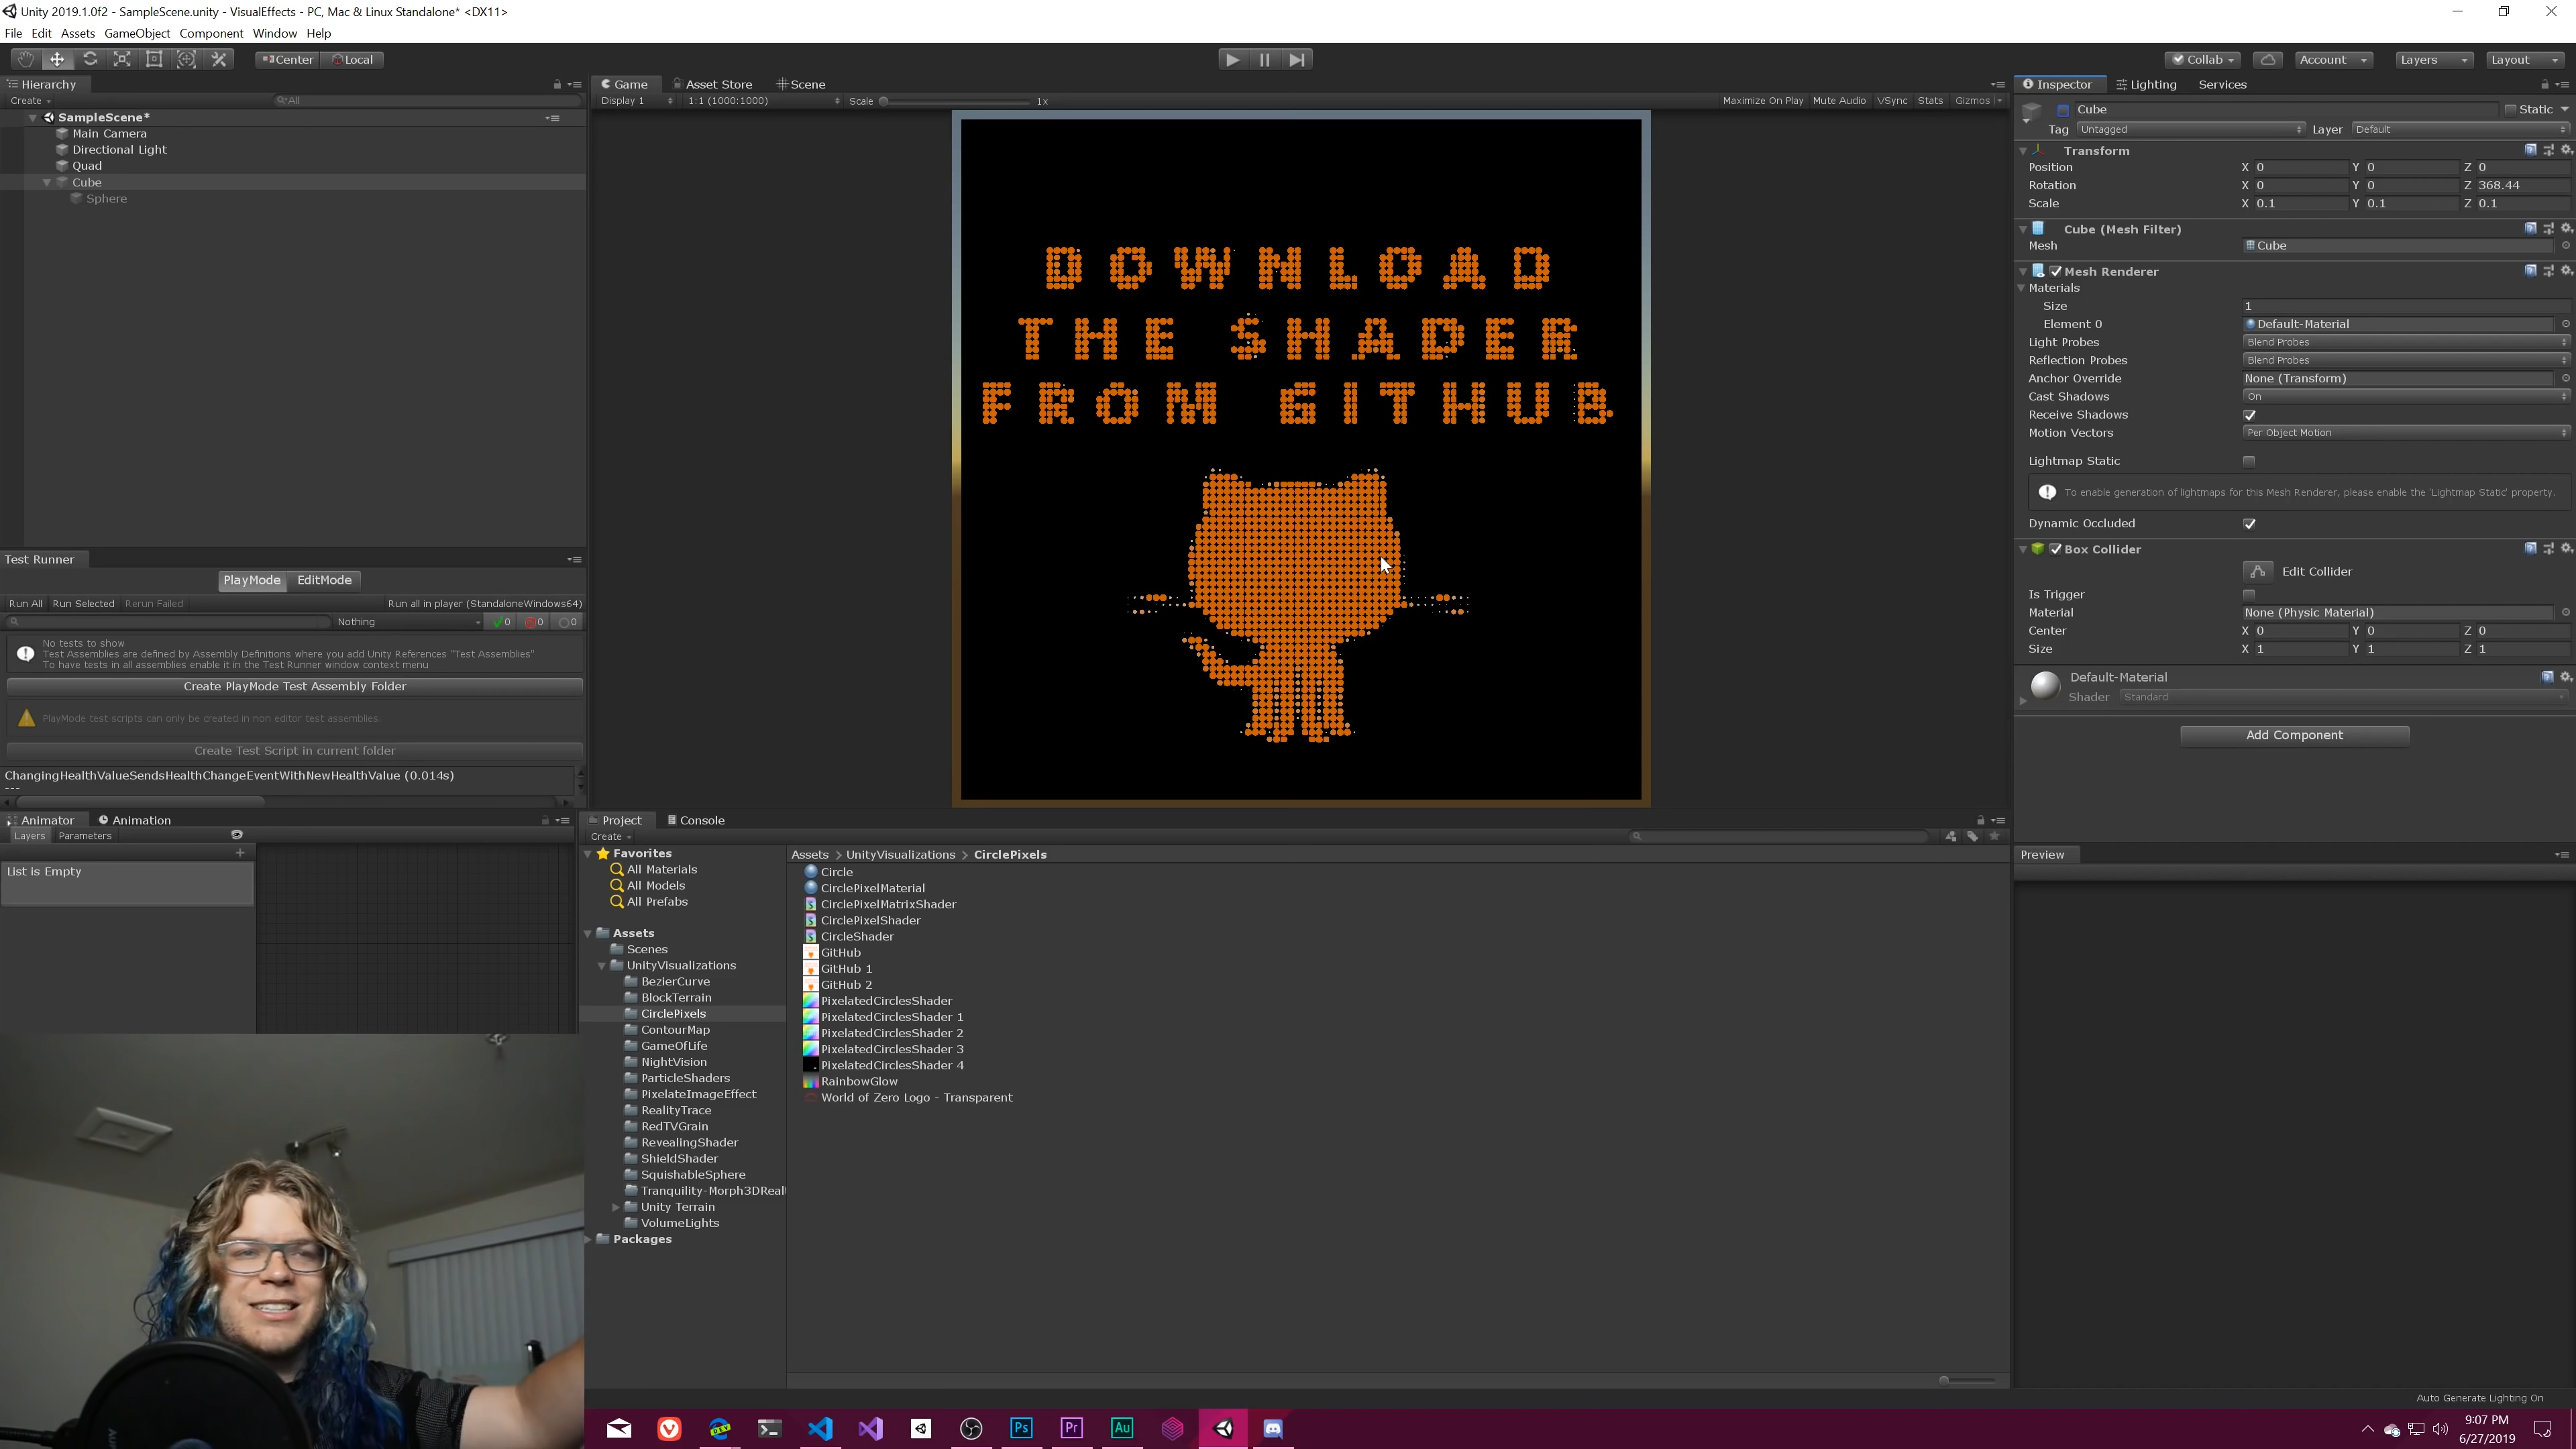 Unity 2019.1.0f2 - SampleScene.unity - VisualEffects - PC, Mac & Linux Standalone* <DX11>
File Edit Assets GameObject Component Window Help
Center Local
Collab Account Layers Layout
Hierarchy
Create All
SampleScene*
Main Camera
Directional Light
Quad
Cube
Sphere
Test Runner
PlayMode EditMode
Run All Run Selected Rerun Failed Run all in player (StandaloneWindows64)
Nothing 0 0 0
No tests to show
Test Assemblies are defined by Assembly Definitions where you add Unity References "Test Assemblies"
To have tests in all assemblies enable it in the Test Runner window context menu
Create PlayMode Test Assembly Folder
PlayMode test scripts can only be created in non editor test assemblies.
Create Test Script in current folder
ChangingHealthValueSendsHealthChangeEventWithNewHealthValue (0.014s)
---
Animator Animation
Layers Parameters
List is Empty
Game Asset Store Scene
Display 1 1:1 (1000:1000) Scale 1x Maximize On Play Mute Audio VSync Stats Gizmos
DOWNLOAD
THE SHADER
FROM GITHUB
Project Console
Create
Favorites
All Materials
All Models
All Prefabs
Assets
Scenes
UnityVisualizations
BezierCurve
BlockTerrain
CirclePixels
ContourMap
GameOfLife
NightVision
ParticleShaders
PixelateImageEffect
RealityTrace
RedTVGrain
RevealingShader
ShieldShader
SquishableSphere
Tranquility-Morph3DReal
Unity Terrain
VolumeLights
Packages
Assets > UnityVisualizations > CirclePixels
Circle
CirclePixelMaterial
CirclePixelMatrixShader
CirclePixelShader
CircleShader
GitHub
GitHub 1
GitHub 2
PixelatedCirclesShader
PixelatedCirclesShader 1
PixelatedCirclesShader 2
PixelatedCirclesShader 3
PixelatedCirclesShader 4
RainbowGlow
World of Zero Logo - Transparent
Inspector Lighting Services
Cube Static
Tag Untagged Layer Default
Transform
Position X 0 Y 0 Z 0
Rotation X 0 Y 0 Z 368.44
Scale X 0.1 Y 0.1 Z 0.1
Cube (Mesh Filter)
Mesh Cube
Mesh Renderer
Materials
Size 1
Element 0 Default-Material
Light Probes Blend Probes
Reflection Probes Blend Probes
Anchor Override None (Transform)
Cast Shadows On
Receive Shadows
Motion Vectors Per Object Motion
Lightmap Static
To enable generation of lightmaps for this Mesh Renderer, please enable the 'Lightmap Static' property.
Dynamic Occluded
Box Collider
Edit Collider
Is Trigger
Material None (Physic Material)
Center X 0 Y 0 Z 0
Size X 1 Y 1 Z 1
Default-Material
Shader Standard
Add Component
Preview
Auto Generate Lighting On
DEV Ps Pr Au
9:07 PM
6/27/2019